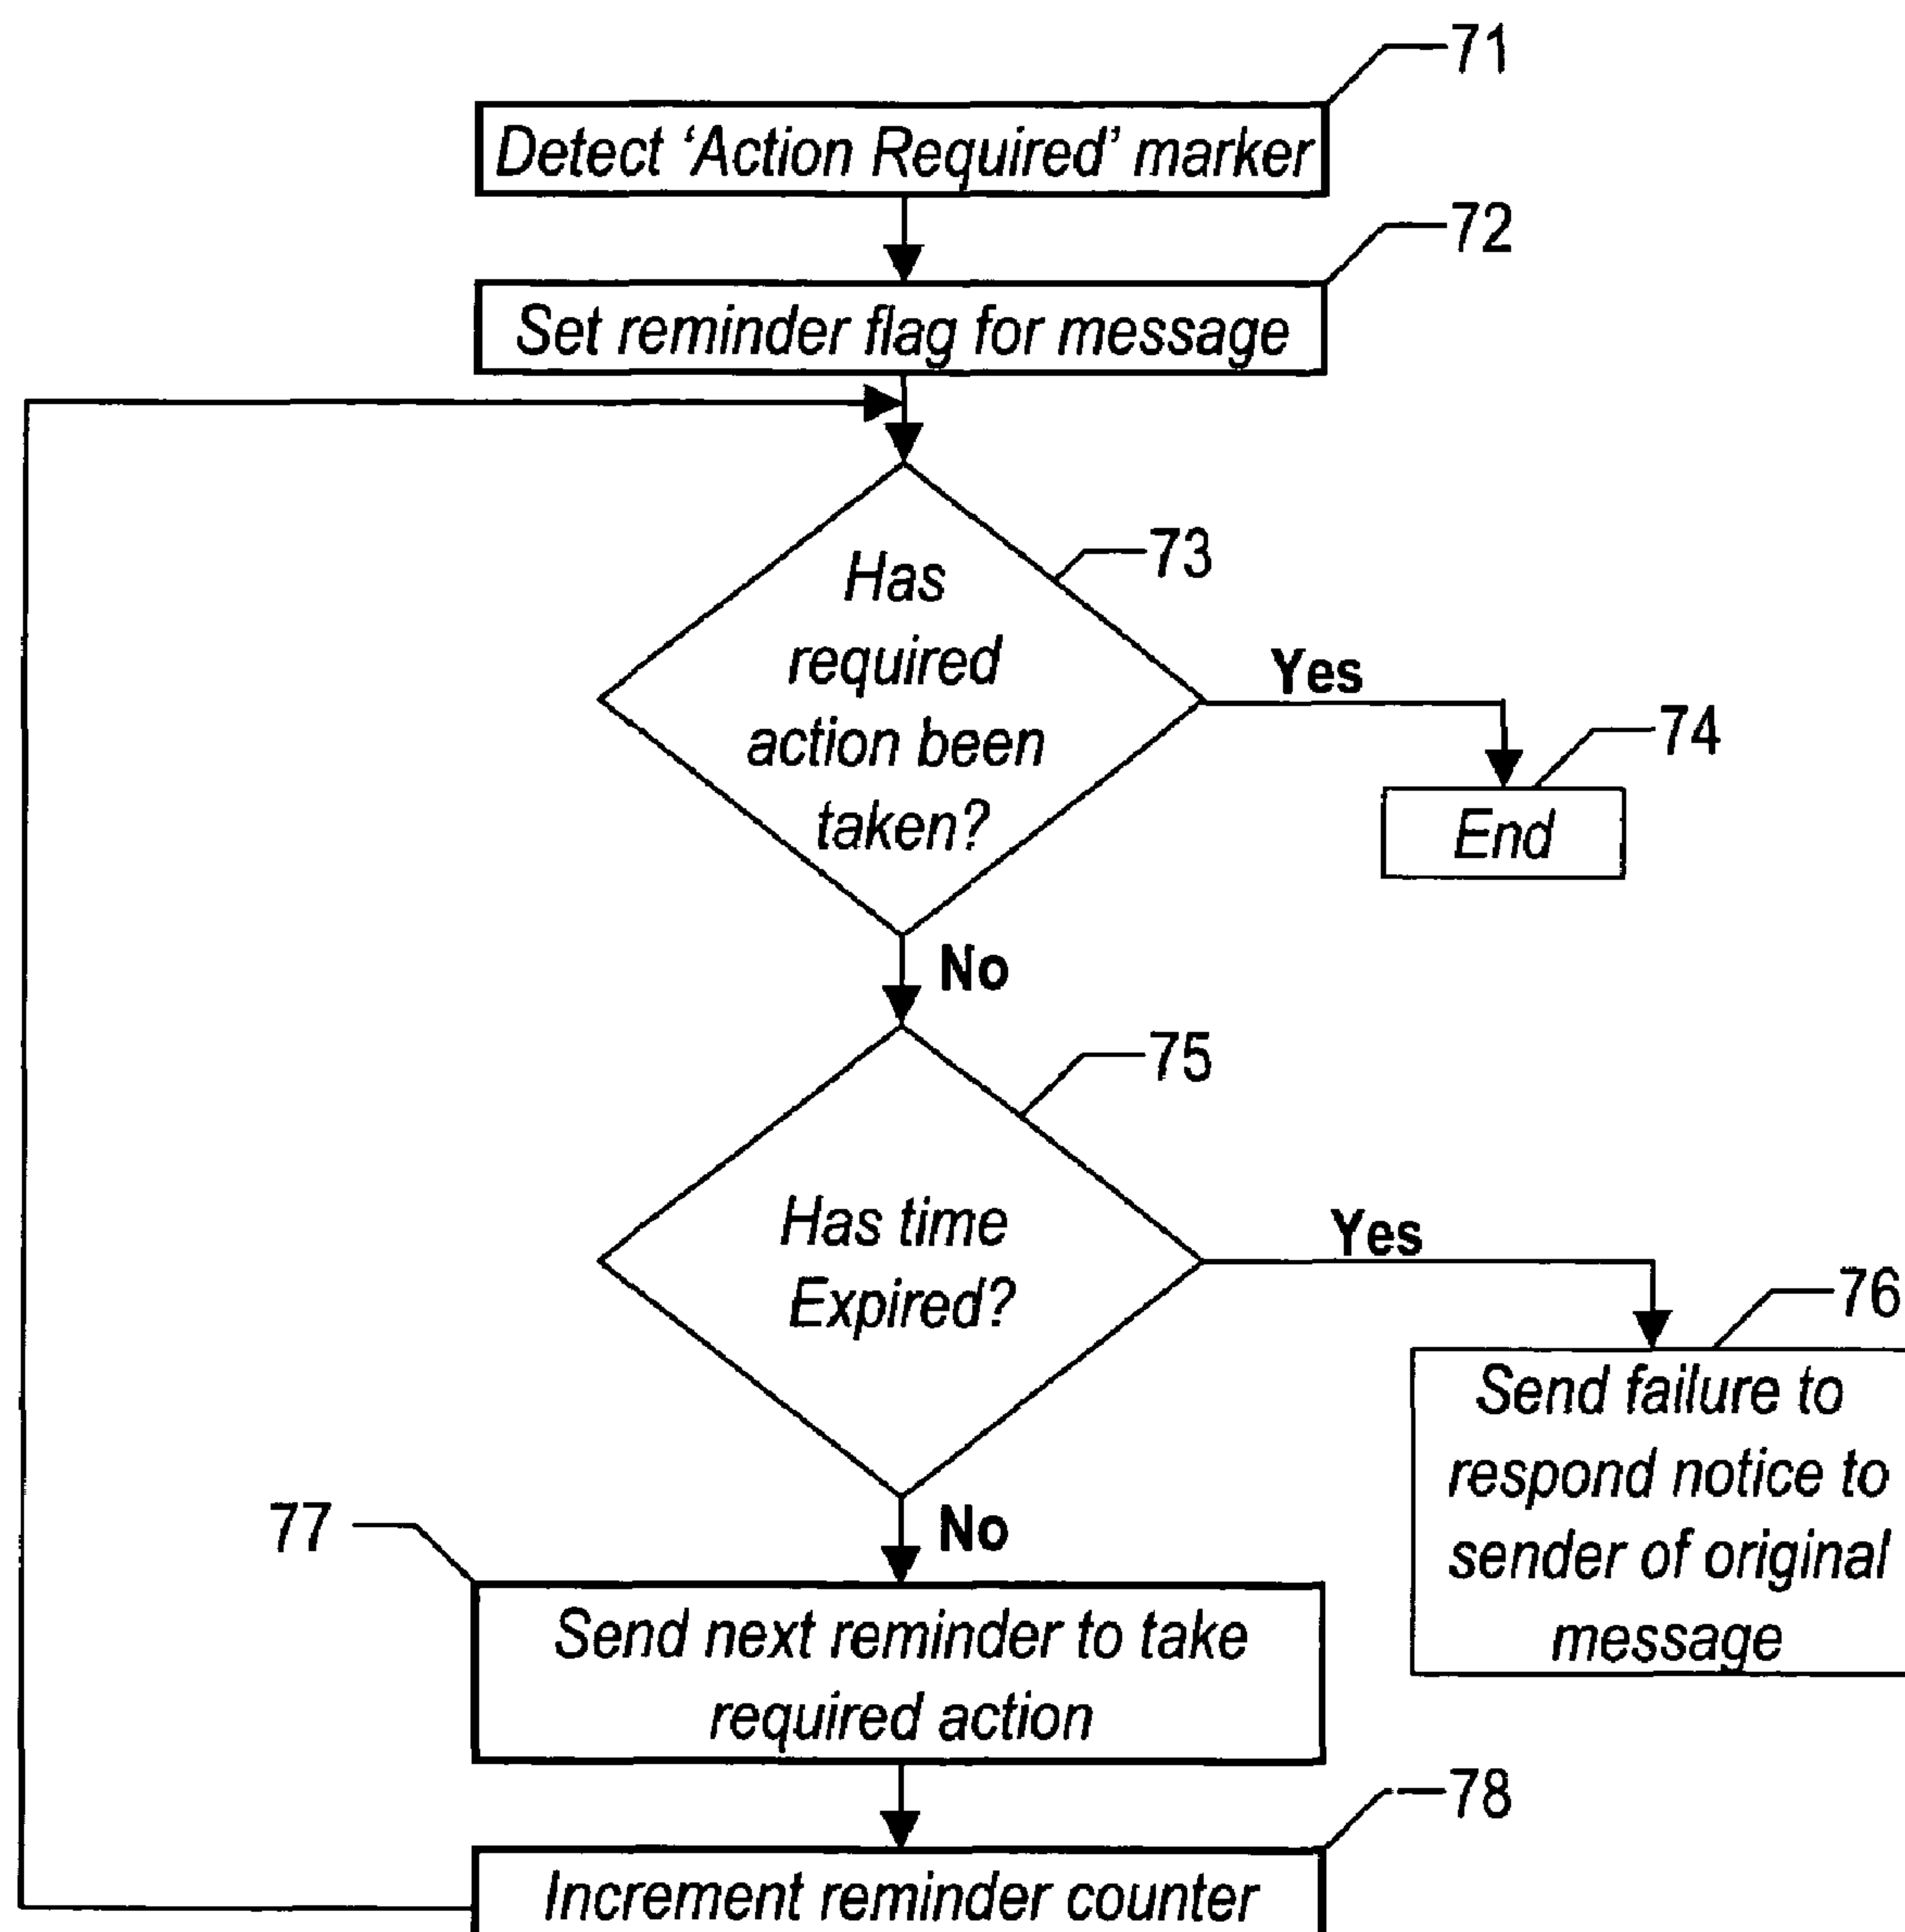 71
Detect ‘Action Required’ marker
72
Set reminder flag for message
73
Has
required
action been
taken?
Yes
74
End
No
75
Has time
Expired?
Yes
76
Send failure to
respond notice to
sender of original
message
No
77
Send next reminder to take
required action
78
Increment reminder counter